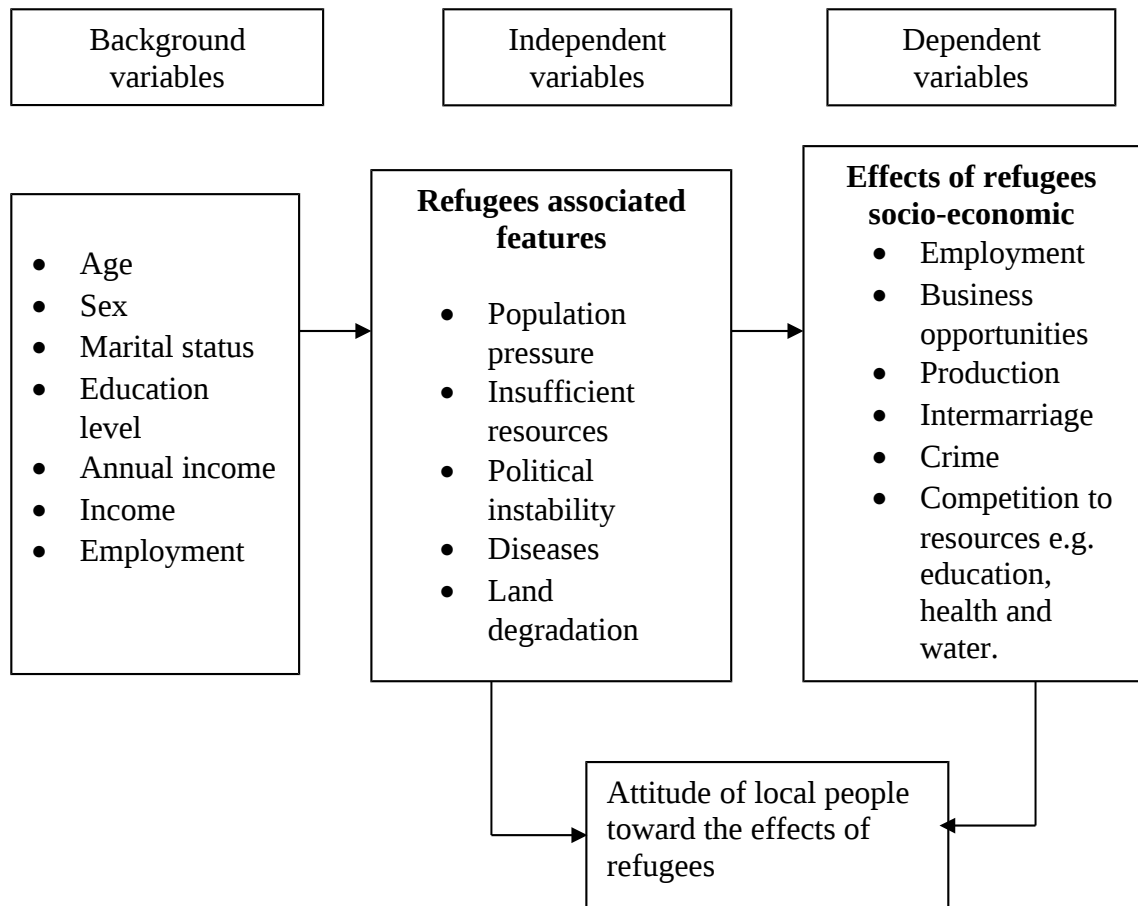 Background
variables
Independent
variables
Dependent
variables
• Age
• Sex
• Marital status
• Education
level
• Annual income
• Income
• Employment
Refugees associated
features
• Population
pressure
• Insufficient
resources
• Political
instability
• Diseases
• Land
degradation
Effects of refugees
socio-economic
• Employment
• Business
opportunities
• Production
• Intermarriage
• Crime
• Competition to
resources e.g.
education,
health and
water.
Attitude of local people
toward the effects of
refugees